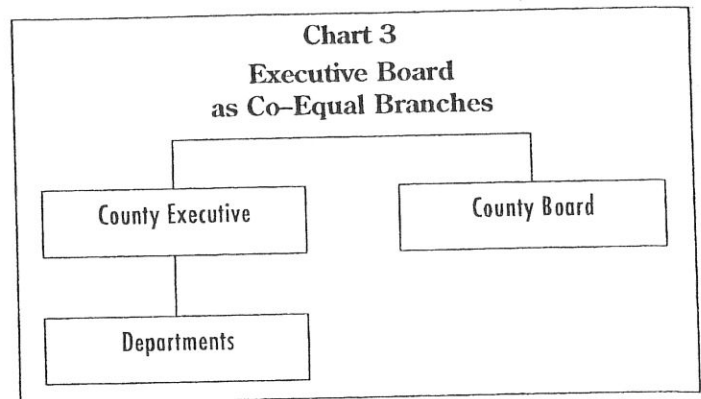 Chart 3
Executive Board
as Co–Equal Branches
County Executive
County Board
Departments